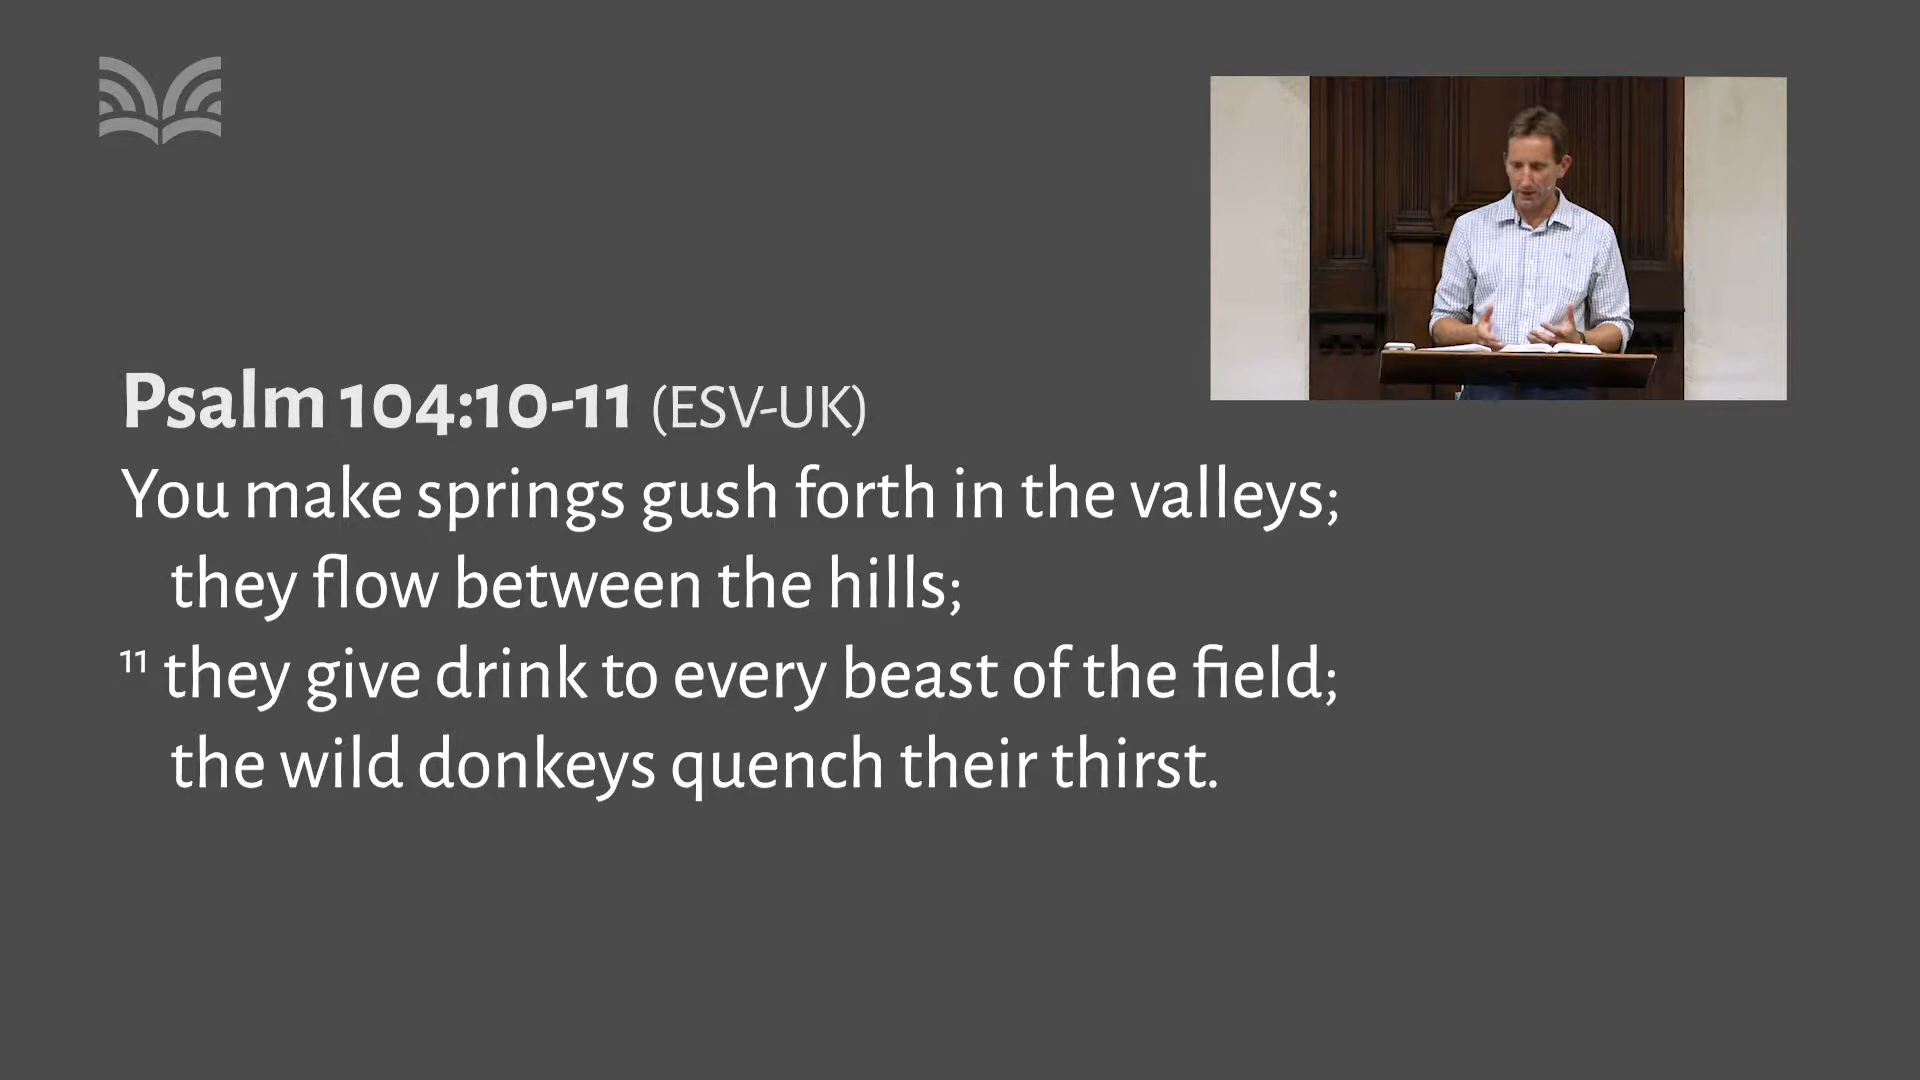 Psalm 104:10-11 (ESV-UK)
You make springs gush forth in the valleys;
they flow between the hills;
11 they give drink to every beast of the field;
the wild donkeys quench their thirst.